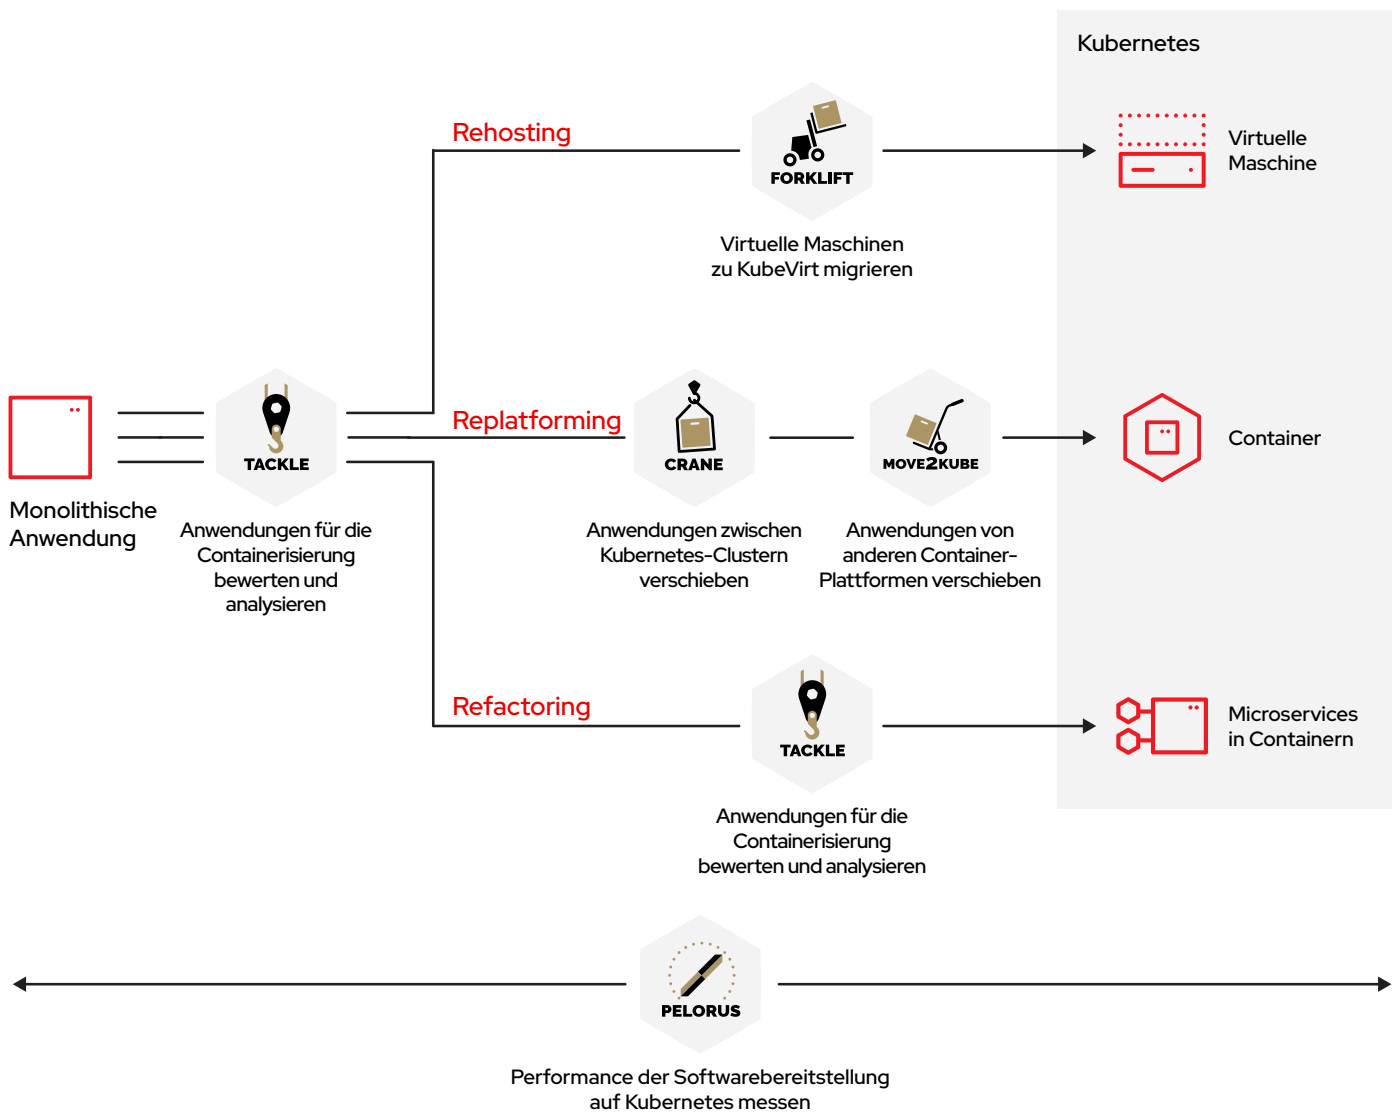 Kubernetes
Rehosting
FORKLIFT
Virtuelle Maschinen
zu KubeVirt migrieren
Virtuelle
Maschine
Monolithische
Anwendung
TACKLE
Anwendungen für die
Containerisierung
bewerten und
analysieren
Replatforming
CRANE
Anwendungen zwischen
Kubernetes-Clustern
verschieben
MOVE2KUBE
Anwendungen von
anderen Container-
Plattformen verschieben
Container
Refactoring
TACKLE
Anwendungen für die
Containerisierung
bewerten und analysieren
Microservices
in Containern
PELORUS
Performance der Softwarebereitstellung
auf Kubernetes messen